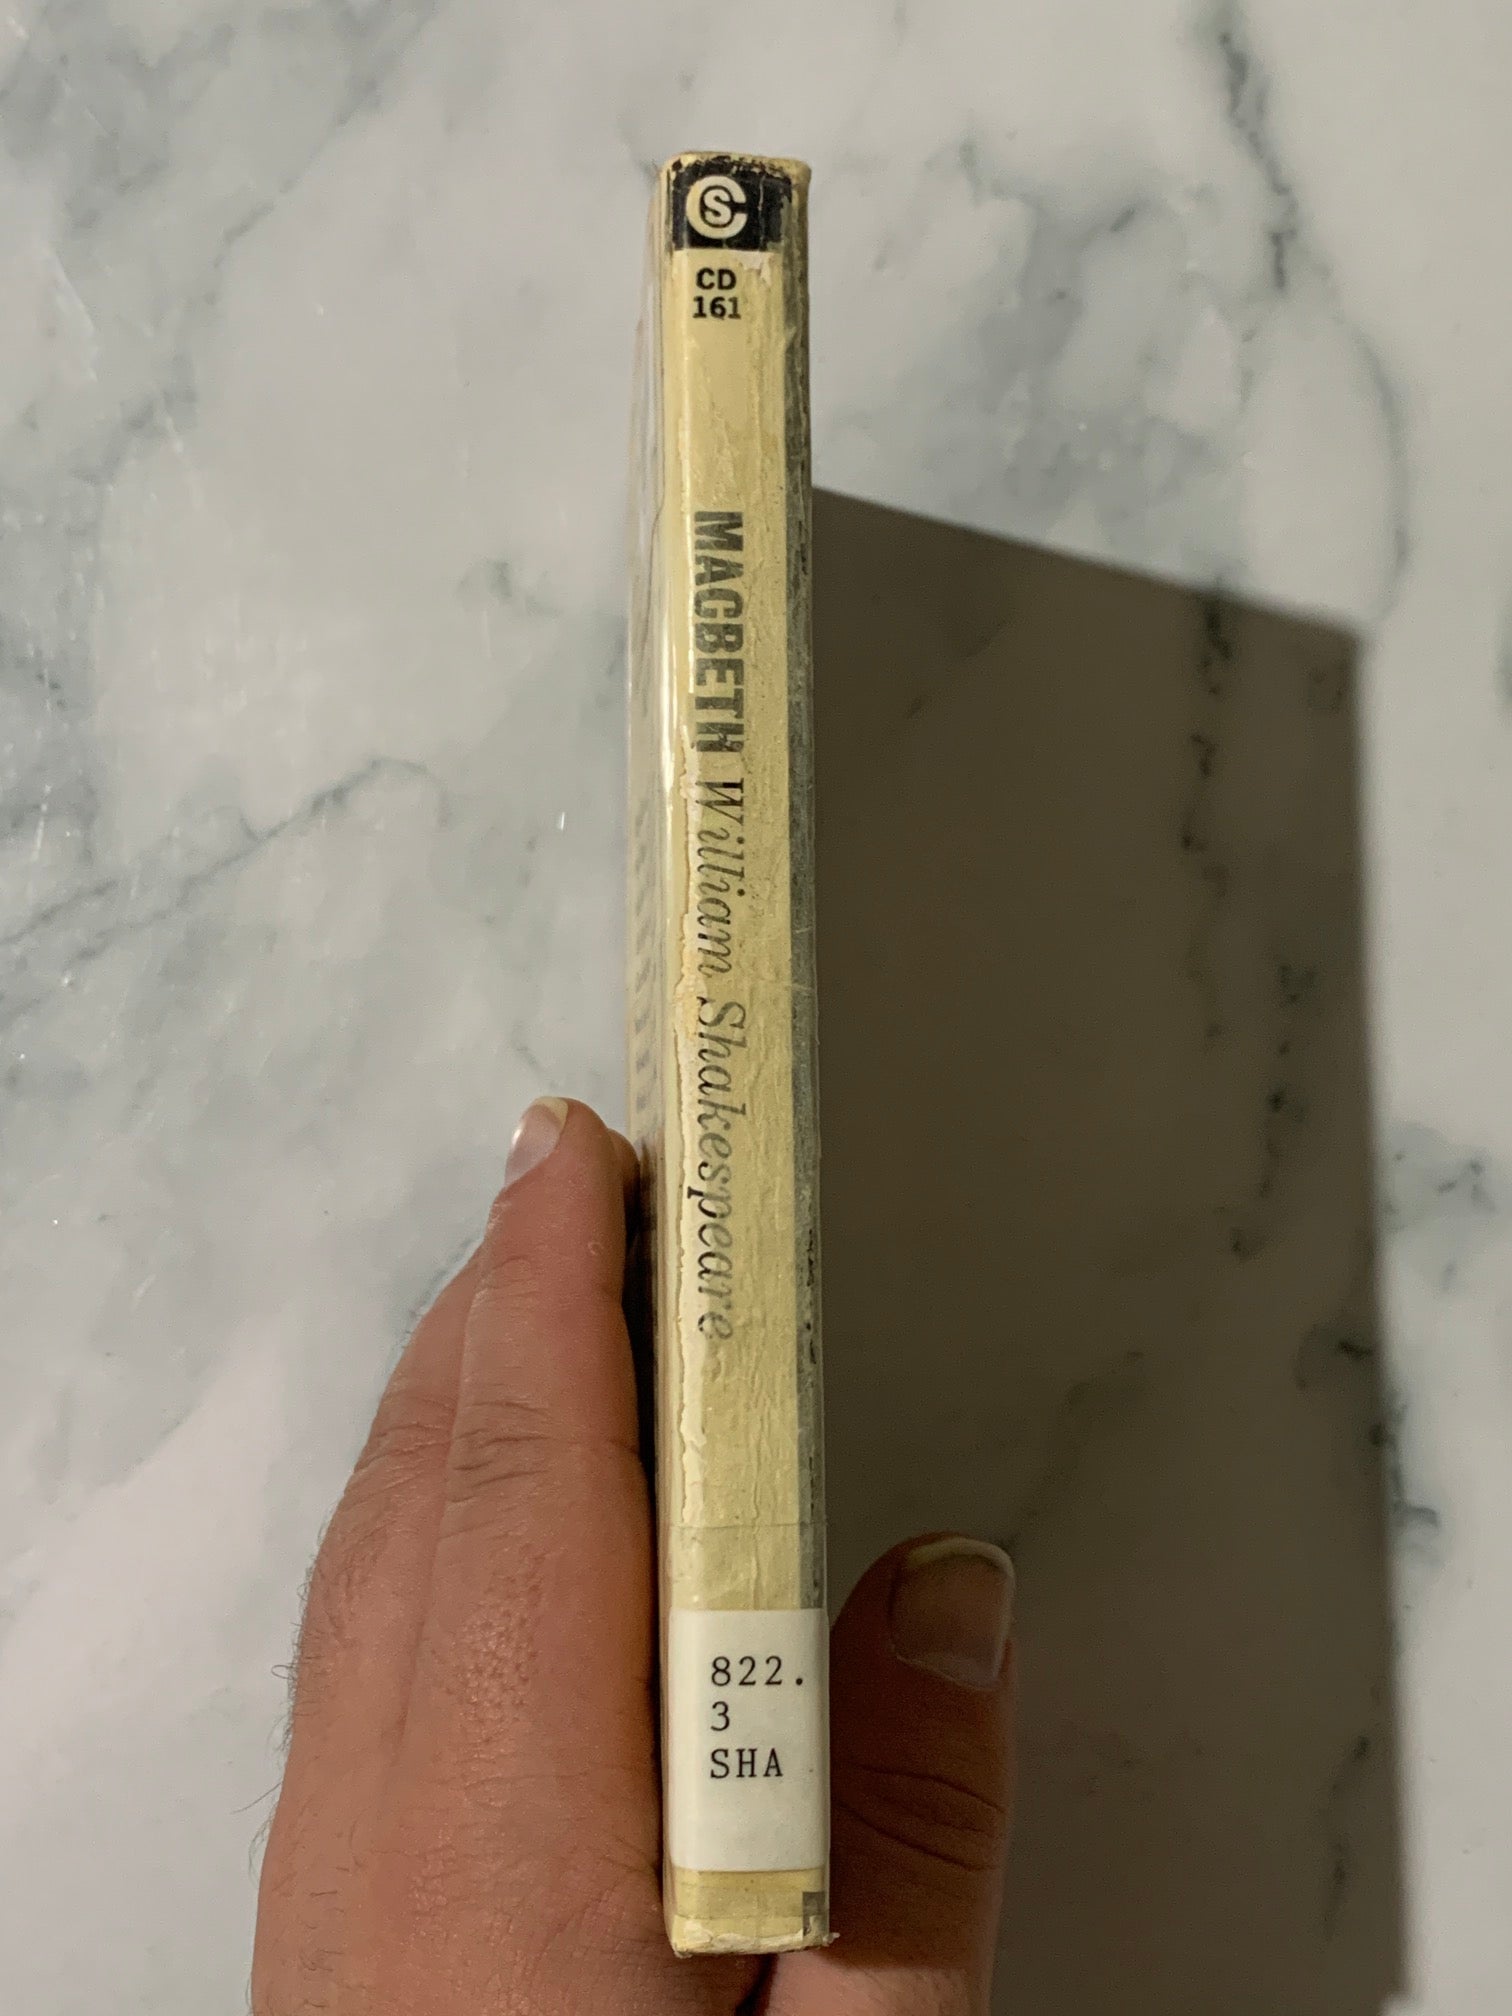 CS
CD
161
MACBETH William Shakespeare
822.
3
SHA